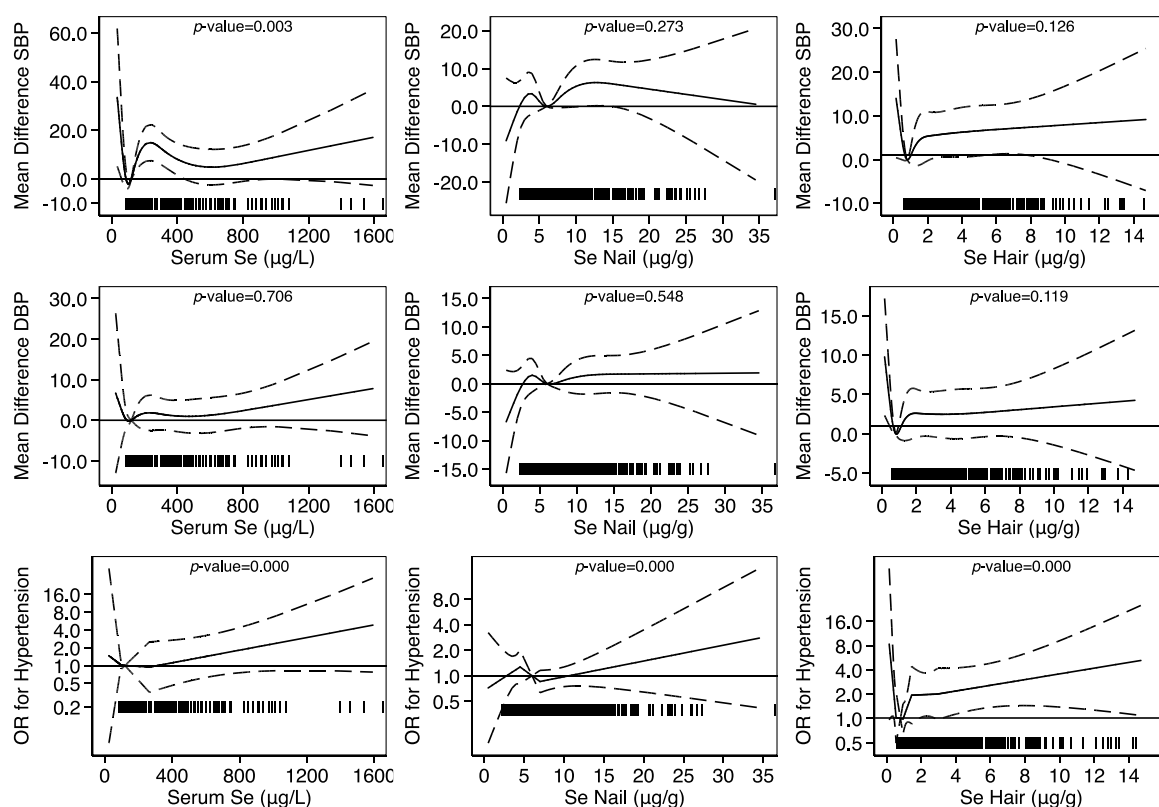 Mean Difference SBP
p-value=0.003
60.0
40.0
20.0
0.0
-10.0
0 400 800 1200 1600
Serum Se (µg/L)
Mean Difference SBP
p-value=0.273
20.0
10.0
0.0
-10.0
-20.0
0 5 10 15 20 25 30 35
Se Nail (µg/g)
Mean Difference SBP
p-value=0.126
30.0
20.0
10.0
0.0
-10.0
0 2 4 6 8 10 12 14
Se Hair (µg/g)
Mean Difference DBP
p-value=0.706
30.0
20.0
10.0
0.0
-10.0
0 400 800 1200 1600
Serum Se (µg/L)
Mean Difference DBP
p-value=0.548
15.0
10.0
5.0
0.0
-5.0
-10.0
-15.0
0 5 10 15 20 25 30 35
Se Nail (µg/g)
Mean Difference DBP
p-value=0.119
15.0
10.0
5.0
0.0
-5.0
0 2 4 6 8 10 12 14
Se Hair (µg/g)
OR for Hypertension
p-value=0.000
16.0
8.0
4.0
2.0
1.0
0.5
0.2
0 400 800 1200 1600
Serum Se (µg/L)
OR for Hypertension
p-value=0.000
8.0
4.0
2.0
1.0
0.5
0 5 10 15 20 25 30 35
Se Nail (µg/g)
OR for Hypertension
p-value=0.000
16.0
4.0
2.0
1.0
0.5
0 2 4 6 8 10 12 14
Se Hair (µg/g)